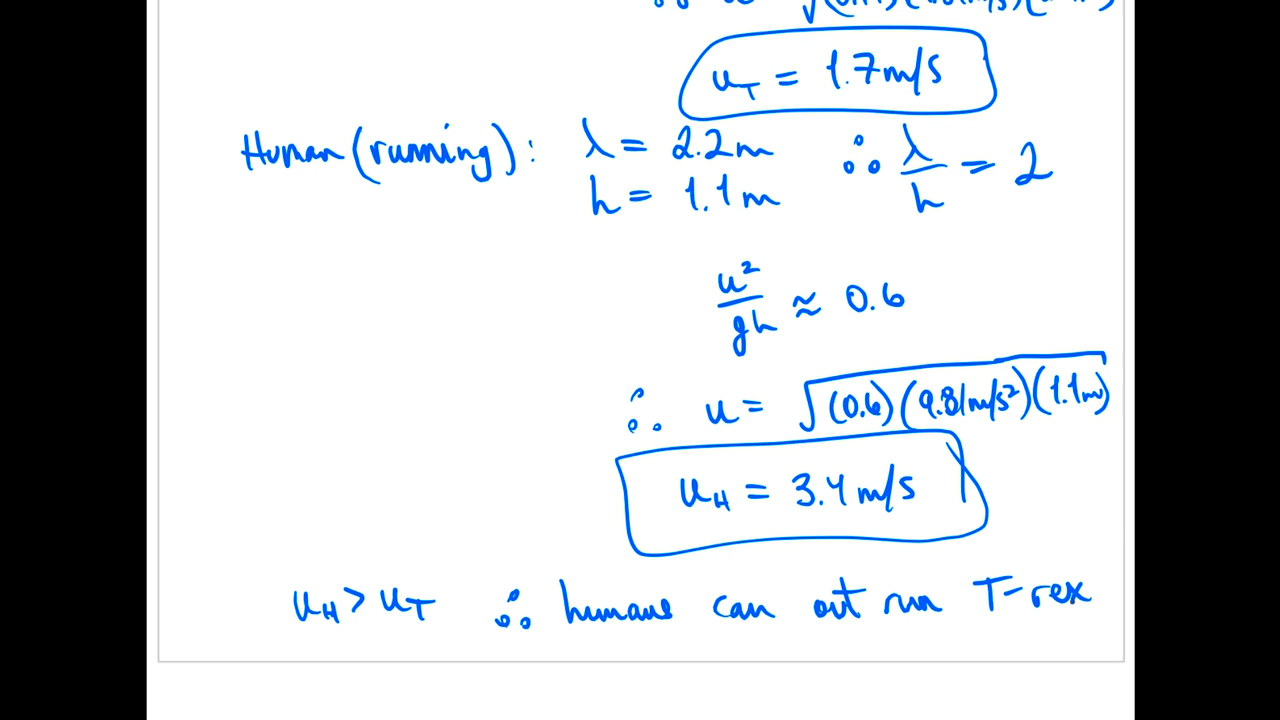 u_T = 1.7 m/s
Human (running): λ = 2.2 m ∴ λ/h = 2
h = 1.1 m
u²/gh ≈ 0.6
∴ u = √(0.6)(9.81 m/s²)(1.1 m)
u_H = 3.4 m/s
u_H > u_T ∴ humans can out run T-rex